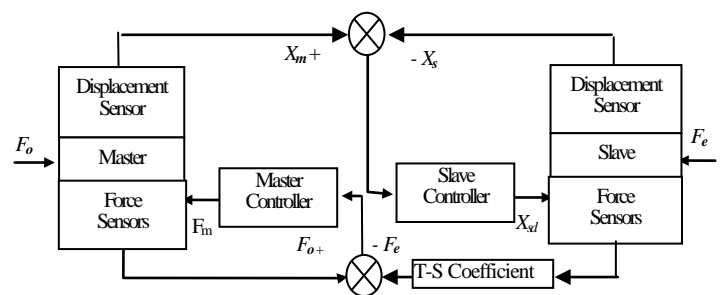 X_m +
- X_s
Displacement
Sensor
Displacement
Sensor
F_o
F_e
Master
Slave
Master
Controller
Slave
Controller
Force
Sensors
Force
Sensors
F_m
X_sd
F_o +
- F_e
T-S Coefficient